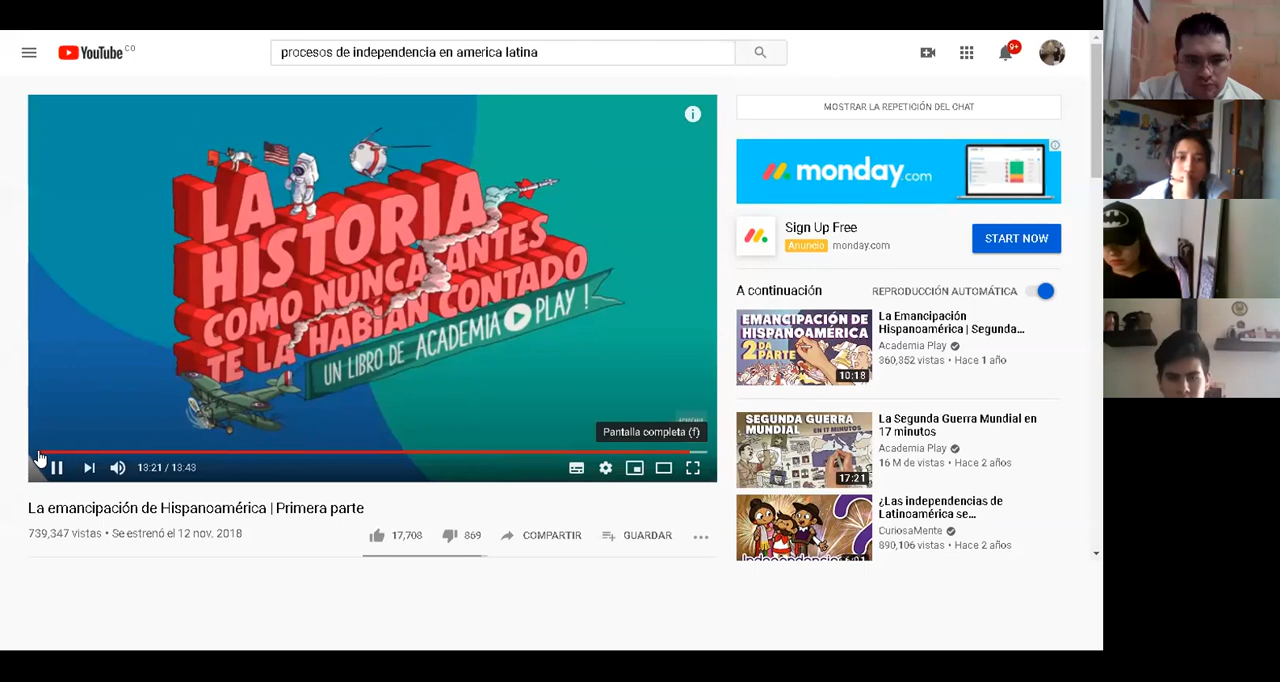 YouTube CO
procesos de independencia en america latina
9+
LA
HISTORIA
COMO NUNCA ANTES
TE LA HABÍAN CONTADO
UN LIBRO DE ACADEMIA PLAY!
Pantalla completa (f)
13:21 / 13:43
La emancipación de Hispanoamérica | Primera parte
739,347 vistas • Se estrenó el 12 nov. 2018
17,708
869
COMPARTIR
GUARDAR
MOSTRAR LA REPETICIÓN DEL CHAT
monday.com
Sign Up Free
Anuncio monday.com
START NOW
A continuación
REPRODUCCIÓN AUTOMÁTICA
EMANCIPACIÓN DE
HISPANOAMÉRICA
2DA
PARTE
10:18
La Emancipación
Hispanoamérica | Segunda...
Academia Play
360,352 vistas • Hace 1 año
SEGUNDA GUERRA
MUNDIAL
EN 17 MINUTOS
17:21
La Segunda Guerra Mundial en
17 minutos
Academia Play
16 M de vistas • Hace 2 años
¿Las independencias de
Latinoamérica se...
CuriosaMente
890,106 vistas • Hace 2 años